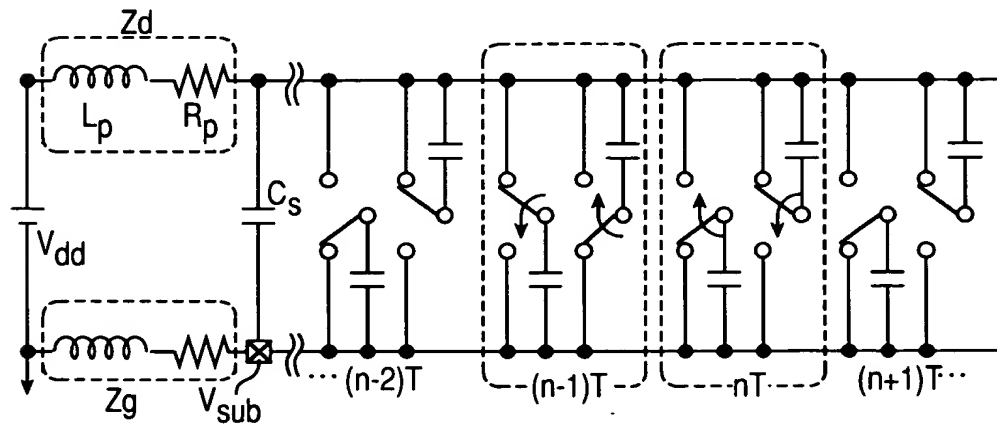 Zd
Lp
Rp
Cs
Vdd
Zg
Vsub
...(n-2)T
(n-1)T
nT
(n+1)T...